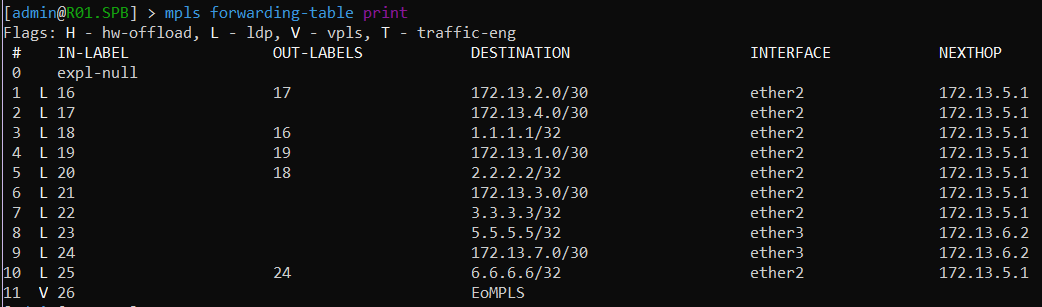 [admin@R01.SPB] > mpls forwarding-table print
Flags: H - hw-offload, L - ldp, V - vpls, T - traffic-eng
# IN-LABEL OUT-LABELS DESTINATION INTERFACE NEXTHOP
0 expl-null
1 L 16 17 172.13.2.0/30 ether2 172.13.5.1
2 L 17 172.13.4.0/30 ether2 172.13.5.1
3 L 18 16 1.1.1.1/32 ether2 172.13.5.1
4 L 19 19 172.13.1.0/30 ether2 172.13.5.1
5 L 20 18 2.2.2.2/32 ether2 172.13.5.1
6 L 21 172.13.3.0/30 ether2 172.13.5.1
7 L 22 3.3.3.3/32 ether2 172.13.5.1
8 L 23 5.5.5.5/32 ether3 172.13.6.2
9 L 24 172.13.7.0/30 ether3 172.13.6.2
10 L 25 24 6.6.6.6/32 ether2 172.13.5.1
11 V 26 EoMPLS